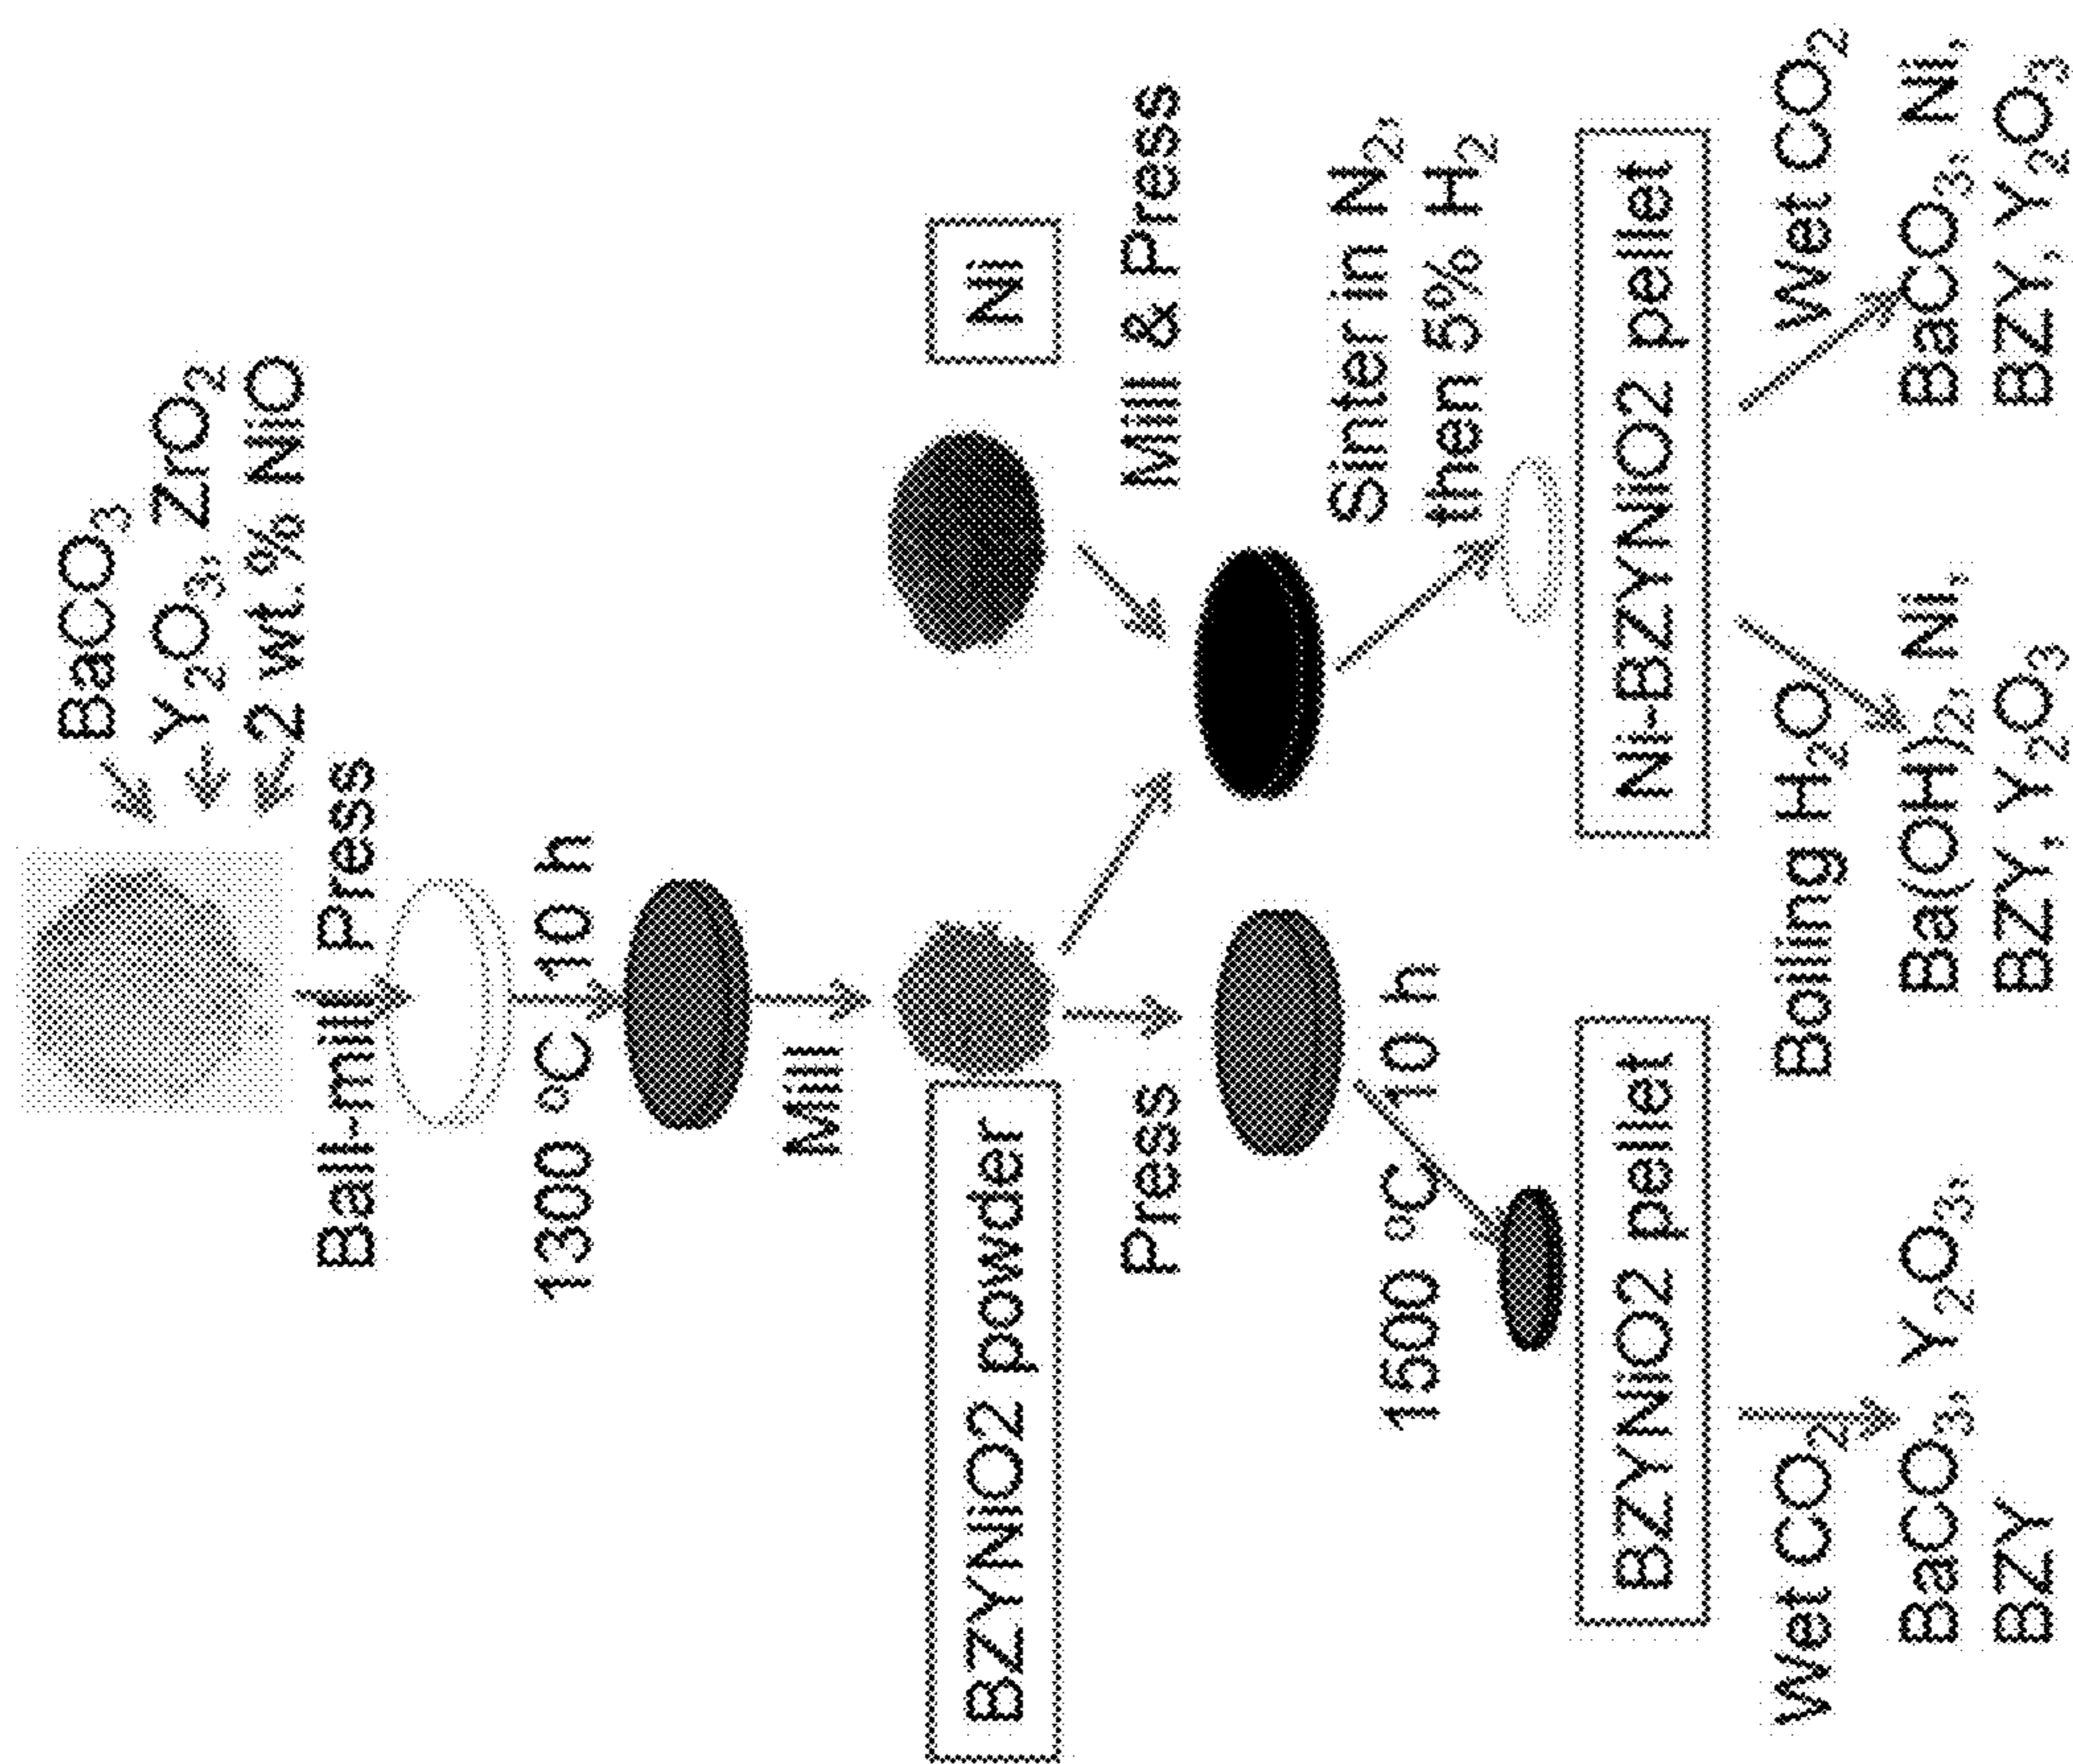 BaCO₃
Y₂O₃, ZrO₂
2 wt.% NiO
Ball-mill Press
1300 °C 10 h
Mill
BZYNiO2 powder
Ni
Press
Mill & Press
1500 °C 10 h
Sinter in N₂,
then 5% H₂
BZYNiO2 pellet
Ni-BZYNiO2 pellet
Wet CO₂
Boiling H₂O
Wet CO₂
BaCO₃, Y₂O₃,
BZY
Ba(OH)₂, Ni,
BZY, Y₂O₃
BaCO₃, Ni,
BZY, Y₂O₃